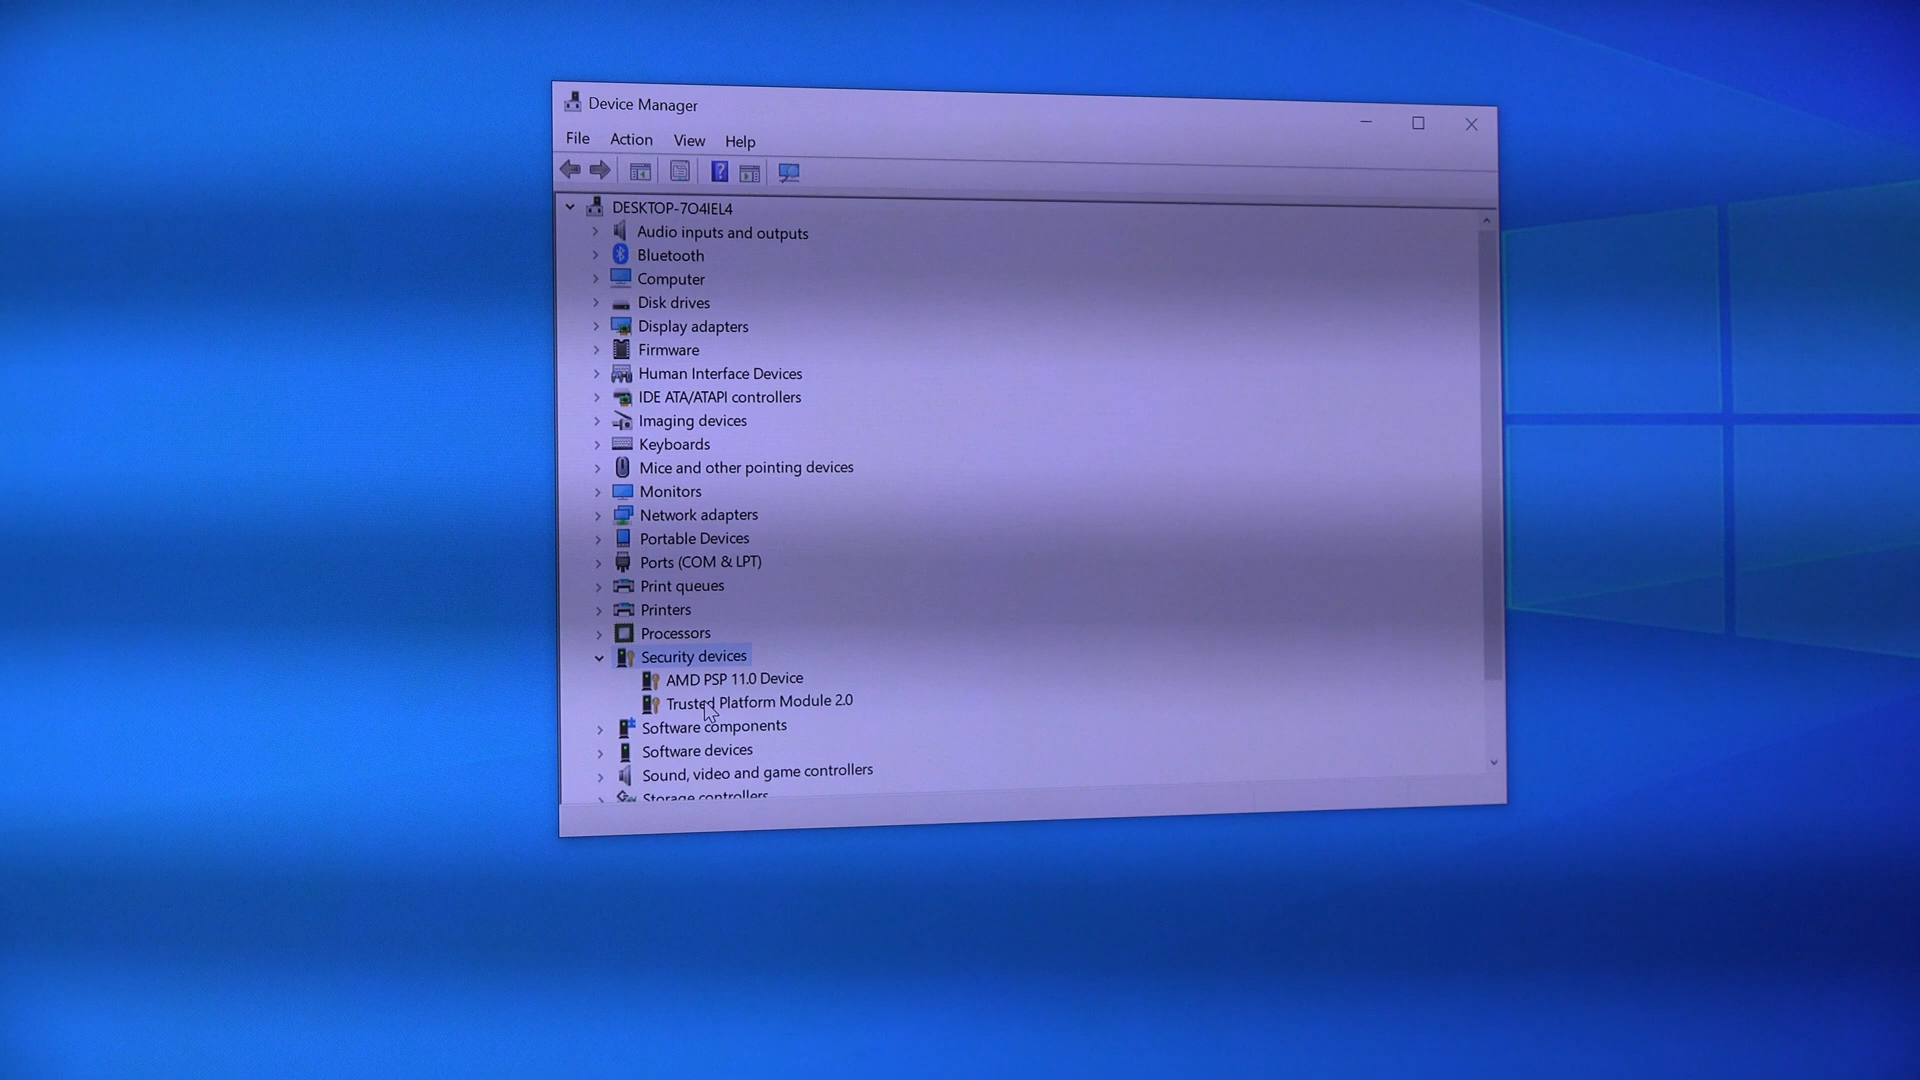 Device Manager
File Action View Help
DESKTOP-7O4IEL4
Audio inputs and outputs
Bluetooth
Computer
Disk drives
Display adapters
Firmware
Human Interface Devices
IDE ATA/ATAPI controllers
Imaging devices
Keyboards
Mice and other pointing devices
Monitors
Network adapters
Portable Devices
Ports (COM & LPT)
Print queues
Printers
Processors
Security devices
AMD PSP 11.0 Device
Trusted Platform Module 2.0
Software components
Software devices
Sound, video and game controllers
Storage controllers